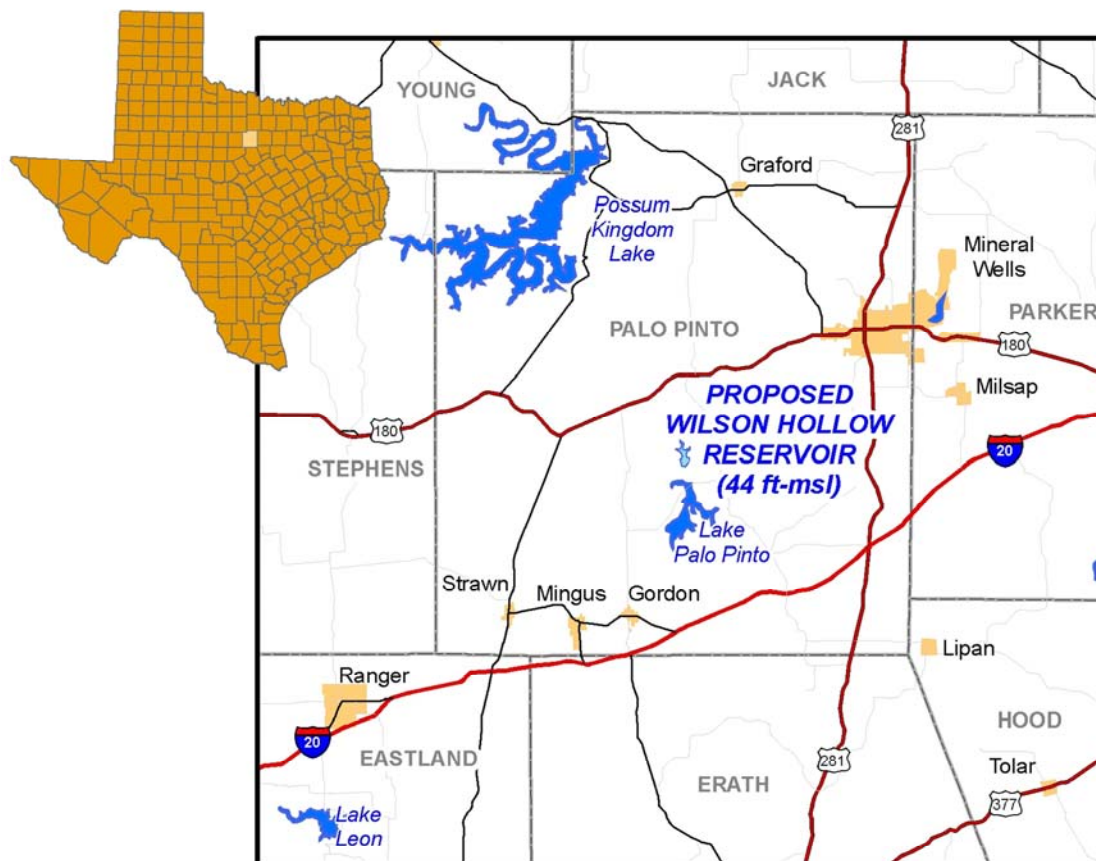 YOUNG
JACK
281
Graford
Possum
Kingdom
Lake
Mineral
Wells
PALO PINTO
PARKER
180
Milsap
PROPOSED
WILSON HOLLOW
RESERVOIR
(44 ft-msl)
180
20
STEPHENS
Lake
Palo Pinto
Strawn
Mingus
Gordon
Lipan
Ranger
HOOD
20
EASTLAND
281
ERATH
Tolar
377
Lake
Leon